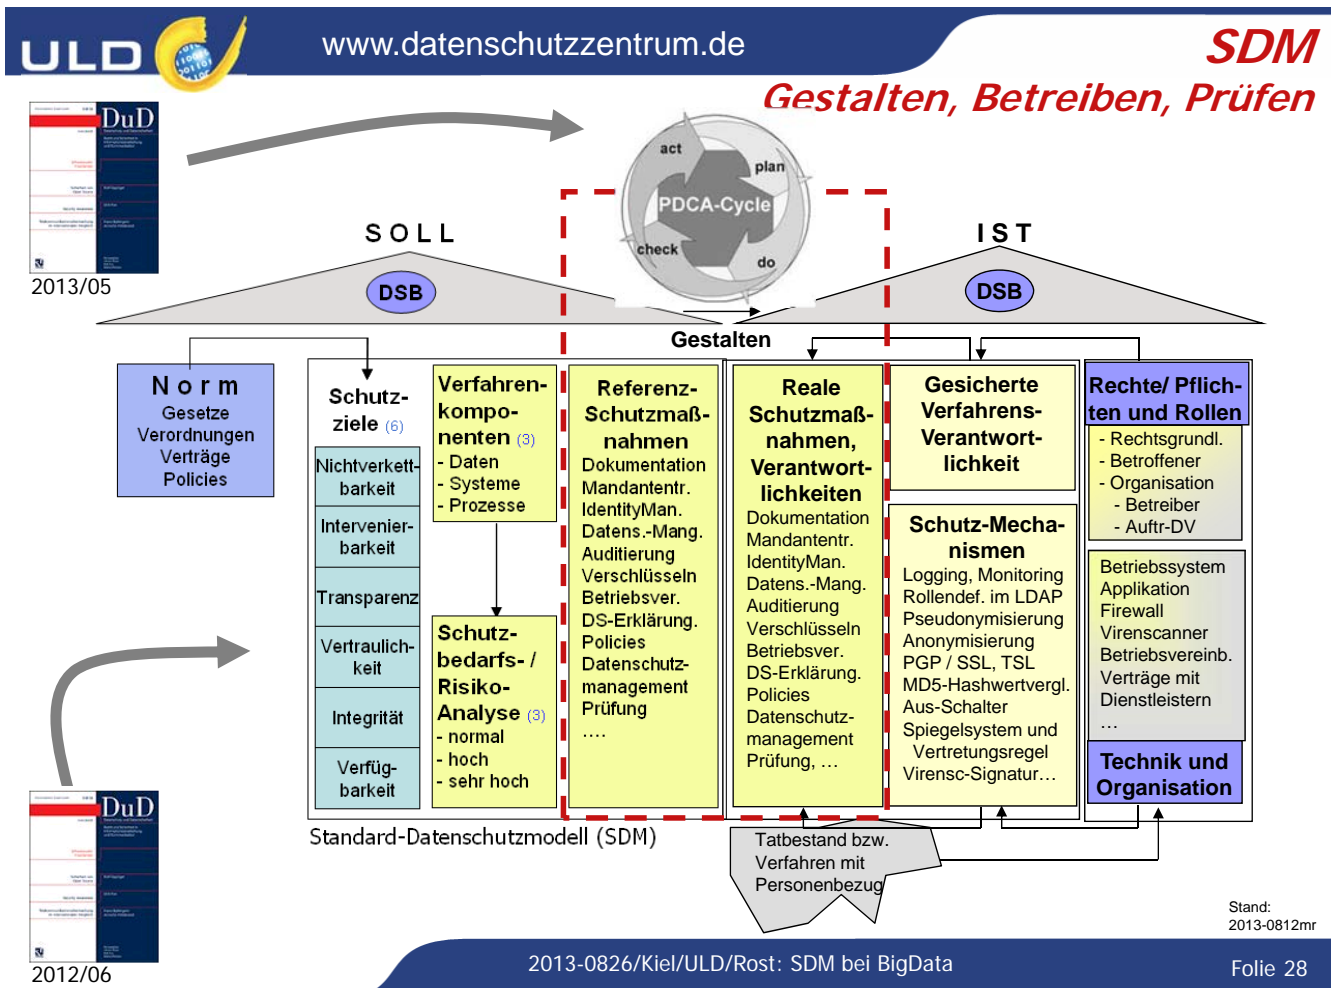 ULD
www.datenschutzzentrum.de
SDM
Gestalten, Betreiben, Prüfen
DuD
2013/05
act
plan
PDCA-Cycle
check
do
SOLL
DSB
IST
DSB
Gestalten
Norm
Gesetze
Verordnungen
Verträge
Policies
Schutz-
ziele (6)
Nichtverkett-
barkeit
Intervenier-
barkeit
Transparenz
Vertraulich-
keit
Integrität
Verfüg-
barkeit
Verfahren-
kompo-
nenten (3)
- Daten
- Systeme
- Prozesse
Schutz-
bedarfs- /
Risiko-
Analyse (3)
- normal
- hoch
- sehr hoch
Referenz-
Schutzmaß-
nahmen
Dokumentation
Mandantentr.
IdentityMan.
Datens.-Mang.
Auditierung
Verschlüsseln
Betriebsver.
DS-Erklärung.
Policies
Datenschutz-
management
Prüfung
....
Reale
Schutzmaß-
nahmen,
Verantwort-
lichkeiten
Dokumentation
Mandantentr.
IdentityMan.
Datens.-Mang.
Auditierung
Verschlüsseln
Betriebsver.
DS-Erklärung.
Policies
Datenschutz-
management
Prüfung, …
Gesicherte
Verfahrens-
Verantwort-
lichkeit
Schutz-Mecha-
nismen
Logging, Monitoring
Rollendef. im LDAP
Pseudonymisierung
Anonymisierung
PGP / SSL, TSL
MD5-Hashwertvergl.
Aus-Schalter
Spiegelsystem und
Vertretungsregel
Virensc-Signatur…
Rechte/ Pflich-
ten und Rollen
- Rechtsgrundl.
- Betroffener
- Organisation
- Betreiber
- Auftr-DV
Betriebssystem
Applikation
Firewall
Virenscanner
Betriebsvereinb.
Verträge mit
Dienstleistern
…
Technik und
Organisation
Standard-Datenschutzmodell (SDM)
Tatbestand bzw.
Verfahren mit
Personenbezug
DuD
2012/06
Stand:
2013-0812mr
2013-0826/Kiel/ULD/Rost: SDM bei BigData
Folie 28